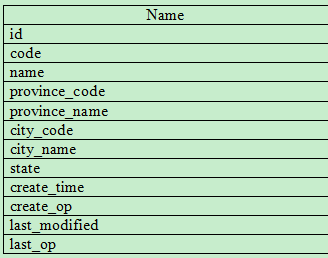 Name
id
code
name
province_code
province_name
city_code
city_name
state
create_time
create_op
last_modified
last_op